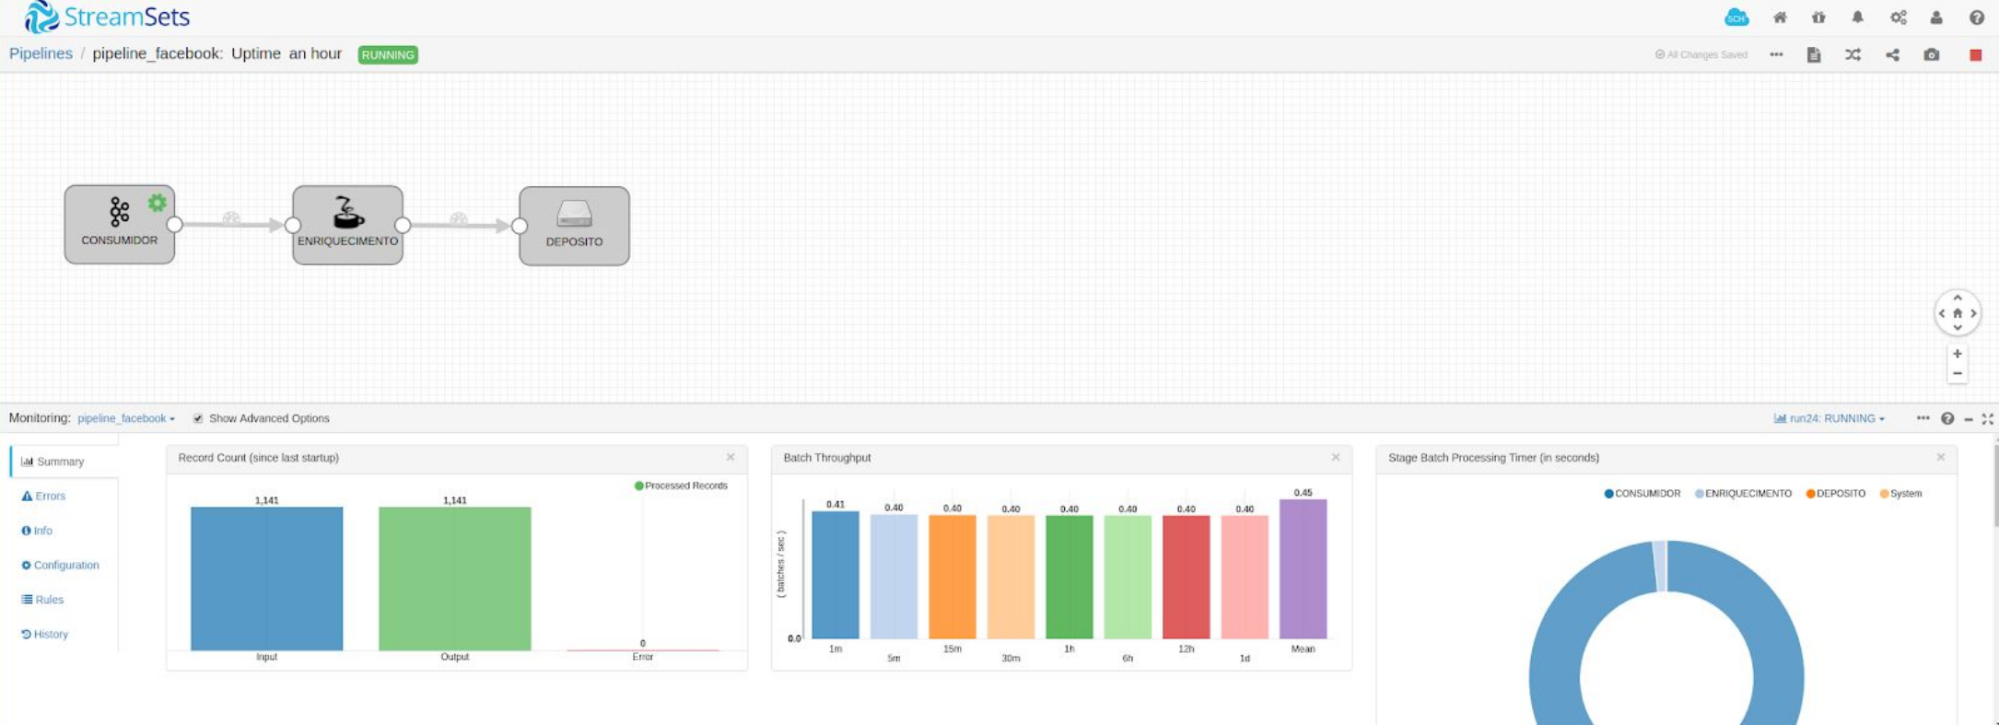 StreamSets
SCH
Pipelines / pipeline_facebook: Uptime an hour RUNNING
All Changes Saved
CONSUMIDOR
ENRIQUECIMENTO
DEPOSITO
Monitoring: pipeline_facebook
Show Advanced Options
run24: RUNNING
Summary
Errors
Info
Configuration
Rules
History
Record Count (since last startup)
Processed Records
1,141 1,141 0
Input Output Error
Batch Throughput
( batches / sec )
0.41 0.40 0.40 0.40 0.40 0.40 0.40 0.40 0.45
0.0
1m 5m 15m 30m 1h 6h 12h 1d Mean
Stage Batch Processing Timer (in seconds)
CONSUMIDOR ENRIQUECIMENTO DEPOSITO System